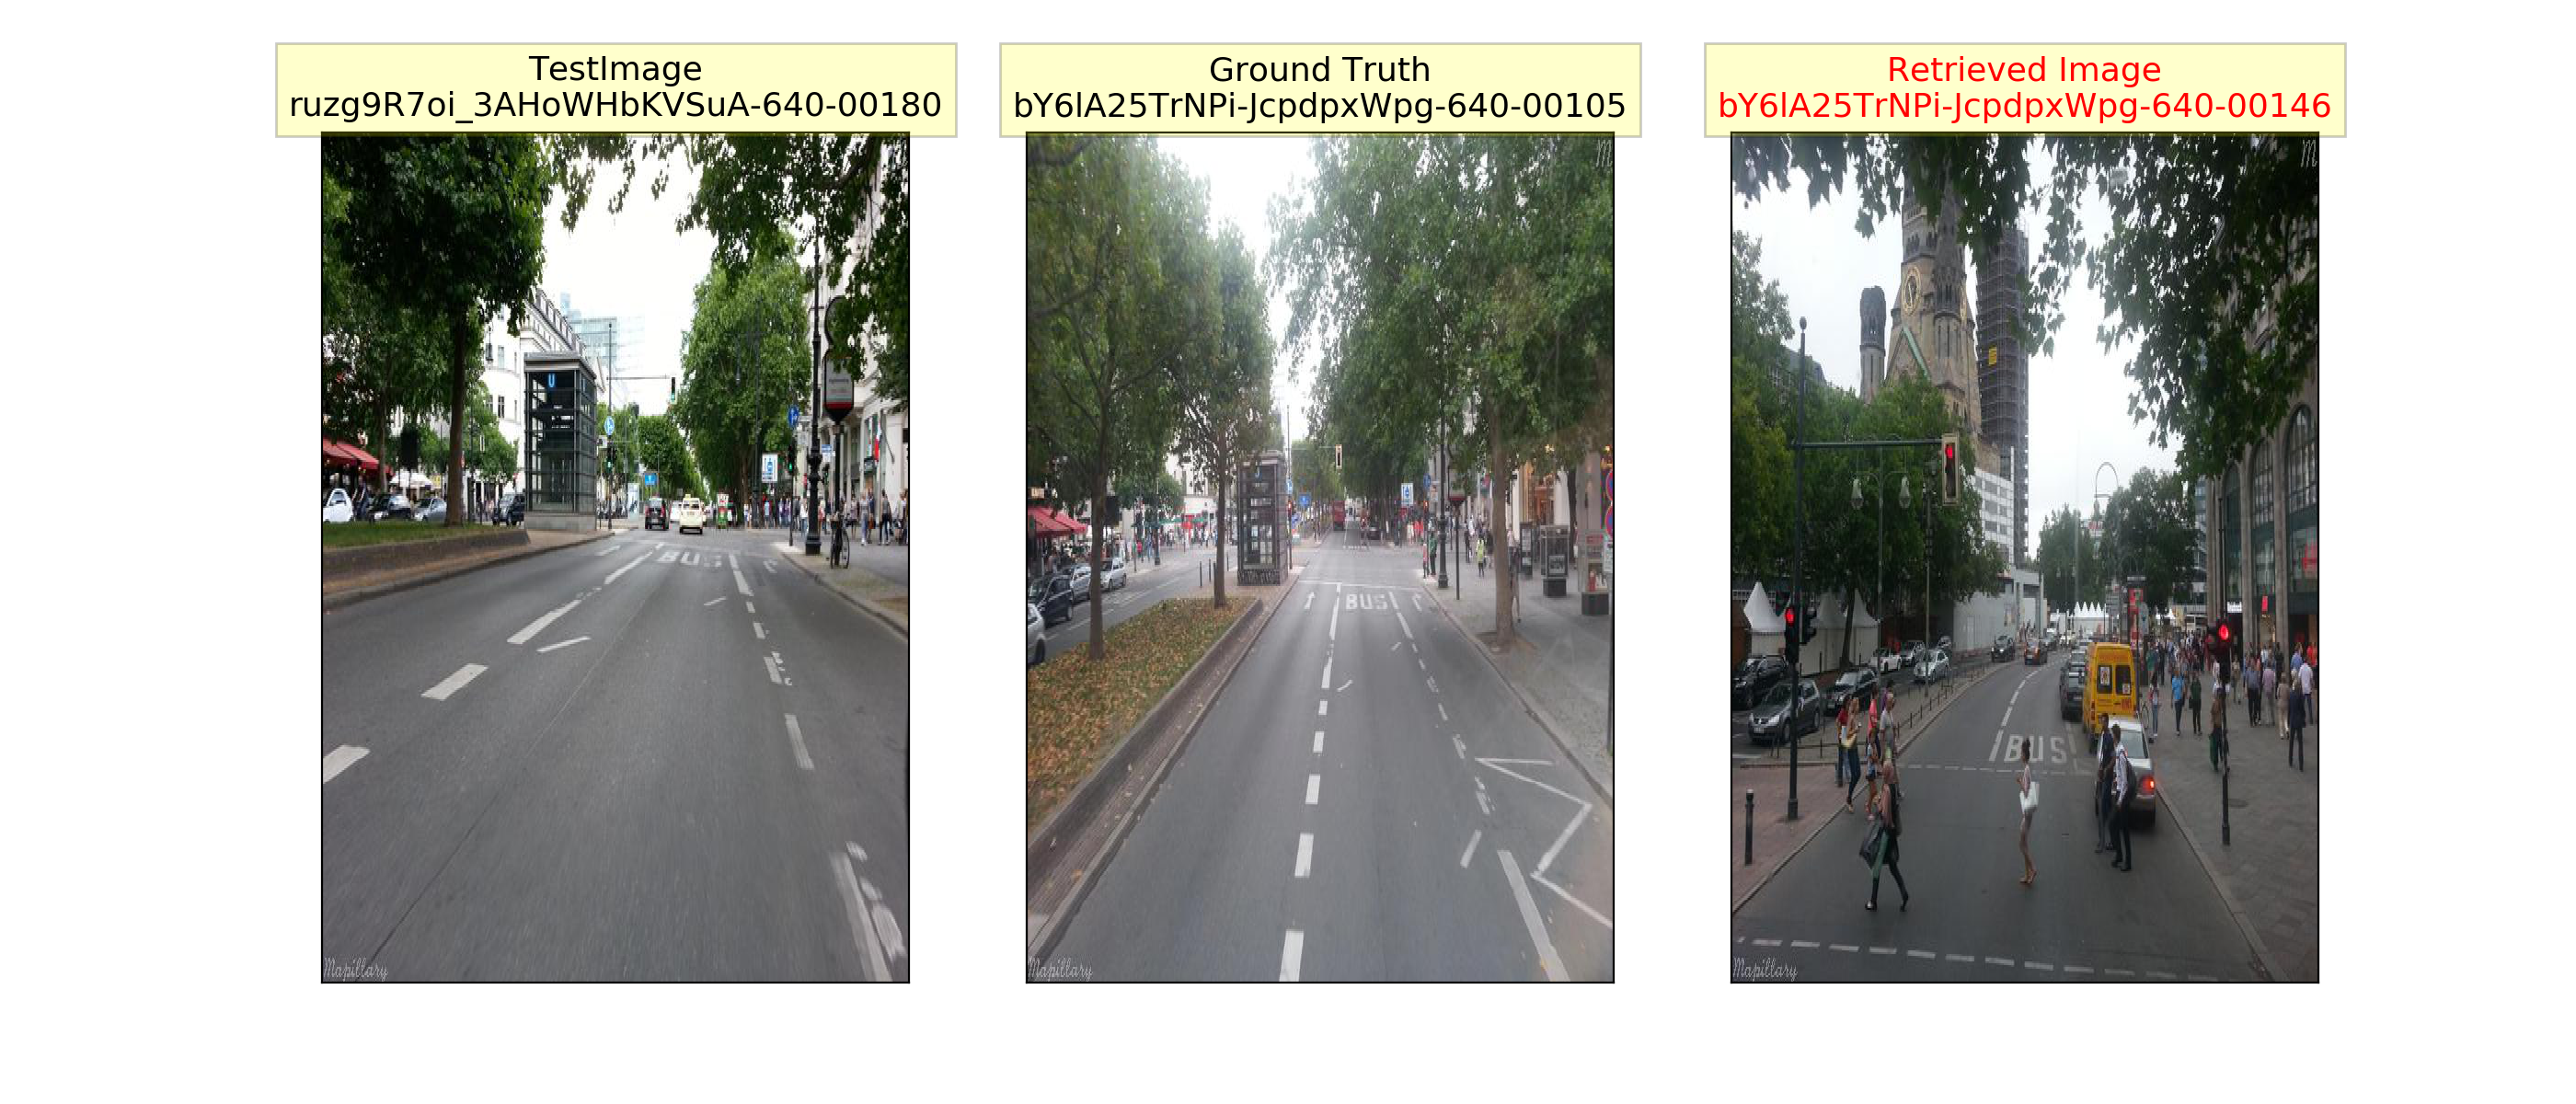 TestImage
ruzg9R7oi_3AHoWHbKVSuA-640-00180
Ground Truth
bY6lA25TrNPi-JcpdpxWpg-640-00105
Retrieved Image
bY6lA25TrNPi-JcpdpxWpg-640-00146
U
BUS
Mapillary
M
BUS
Mapillary
M
BUS
Mapillary